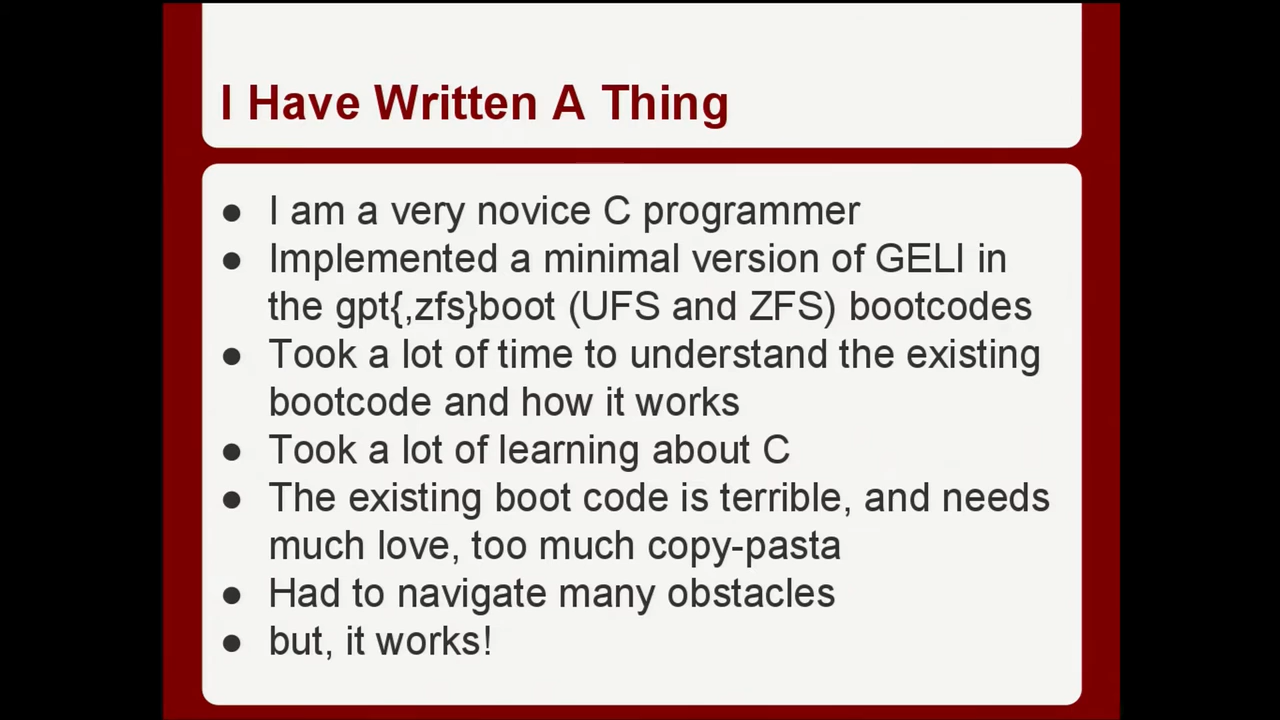 I Have Written A Thing
● I am a very novice C programmer
● Implemented a minimal version of GELI in
the gpt{,zfs}boot (UFS and ZFS) bootcodes
● Took a lot of time to understand the existing
bootcode and how it works
● Took a lot of learning about C
● The existing boot code is terrible, and needs
much love, too much copy-pasta
● Had to navigate many obstacles
● but, it works!